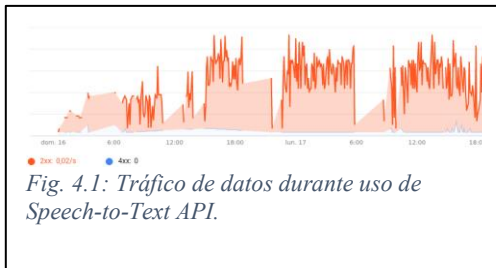 dom. 16 6:00 12:00 18:00 lun. 17 6:00 12:00 18:0
2xx: 0,02/s 4xx: 0
Fig. 4.1: Tráfico de datos durante uso de
Speech-to-Text API.